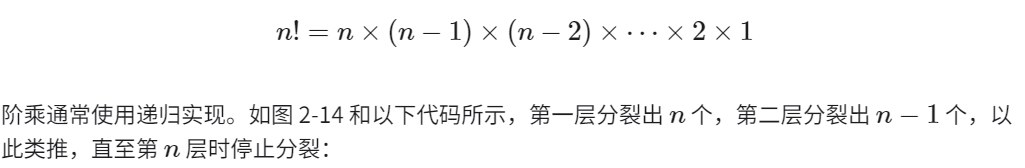 n! = n × (n − 1) × (n − 2) × ⋯ × 2 × 1
阶乘通常使用递归实现。如图 2-14 和以下代码所示，第一层分裂出 n 个，第二层分裂出 n − 1 个，以
此类推，直至第 n 层时停止分裂：